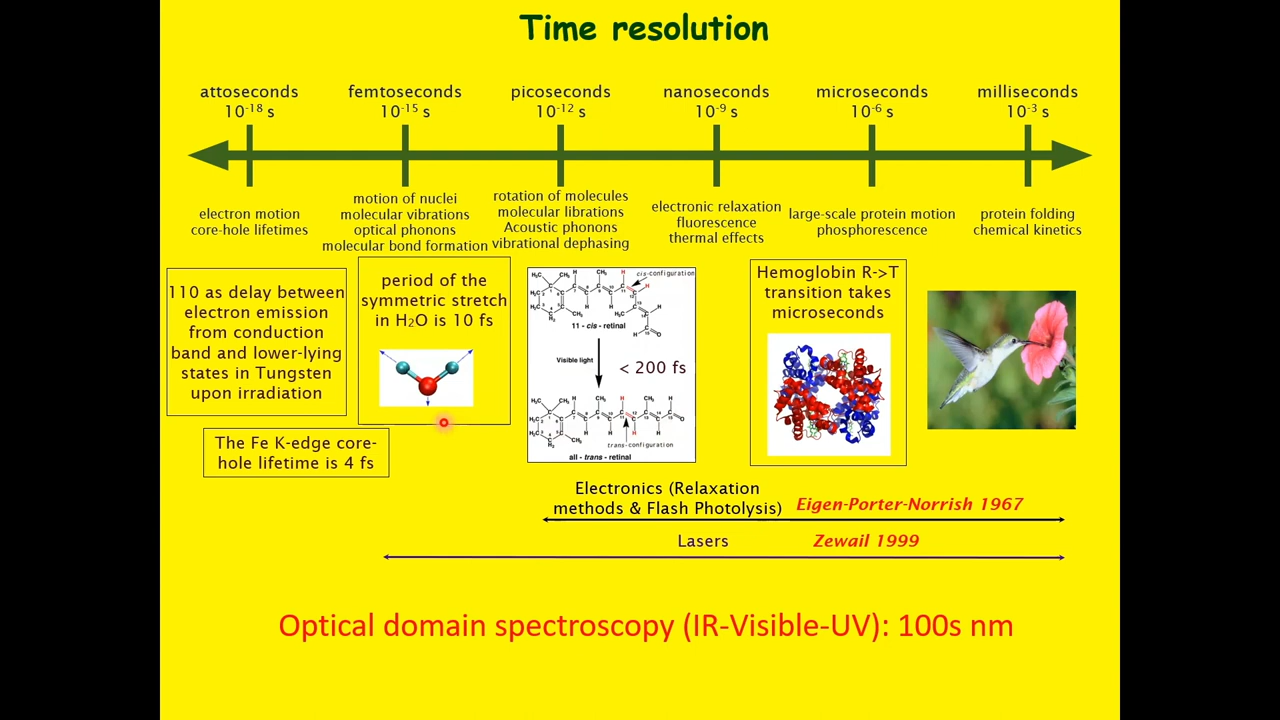 Time resolution
attoseconds
10⁻¹⁸ s
femtoseconds
10⁻¹⁵ s
picoseconds
10⁻¹² s
nanoseconds
10⁻⁹ s
microseconds
10⁻⁶ s
milliseconds
10⁻³ s
electron motion
core-hole lifetimes
motion of nuclei
molecular vibrations
optical phonons
molecular bond formation
rotation of molecules
molecular librations
Acoustic phonons
vibrational dephasing
electronic relaxation
fluorescence
thermal effects
large-scale protein motion
phosphorescence
protein folding
chemical kinetics
110 as delay between
electron emission
from conduction
band and lower-lying
states in Tungsten
upon irradiation
The Fe K-edge core-
hole lifetime is 4 fs
period of the
symmetric stretch
in H₂O is 10 fs
cis-configuration
11 - cis - retinal
Visible light
< 200 fs
trans-configuration
all - trans - retinal
Hemoglobin R->T
transition takes
microseconds
Electronics (Relaxation
methods & Flash Photolysis)
Eigen-Porter-Norrish 1967
Lasers
Zewail 1999
Optical domain spectroscopy (IR-Visible-UV): 100s nm